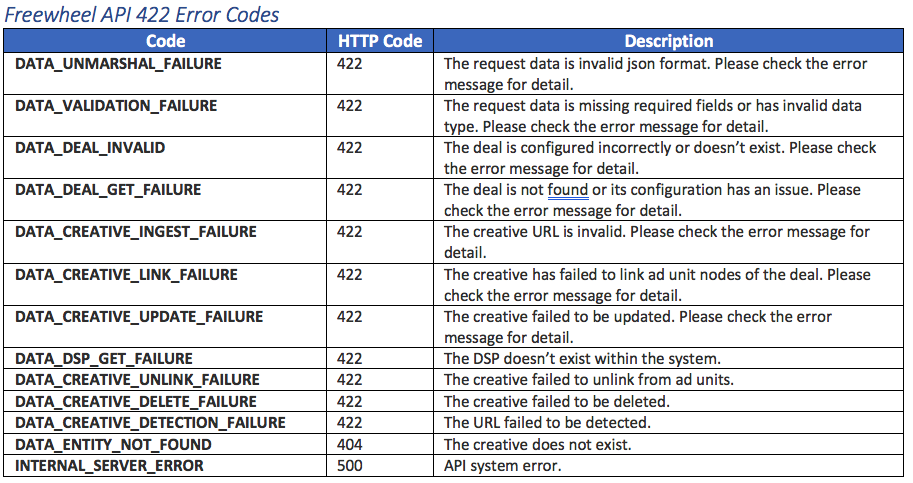 Freewheel API 422 Error Codes
Code HTTP Code Description
DATA_UNMARSHAL_FAILURE 422 The request data is invalid json format. Please check the error
message for detail.
DATA_VALIDATION_FAILURE 422 The request data is missing required fields or has invalid data
type. Please check the error message for detail.
DATA_DEAL_INVALID 422 The deal is configured incorrectly or doesn’t exist. Please check
the error message for detail.
DATA_DEAL_GET_FAILURE 422 The deal is not found or its configuration has an issue. Please
check the error message for detail.
DATA_CREATIVE_INGEST_FAILURE 422 The creative URL is invalid. Please check the error message for
detail.
DATA_CREATIVE_LINK_FAILURE 422 The creative has failed to link ad unit nodes of the deal. Please
check the error message for detail.
DATA_CREATIVE_UPDATE_FAILURE 422 The creative failed to be updated. Please check the error
message for detail.
DATA_DSP_GET_FAILURE 422 The DSP doesn’t exist within the system.
DATA_CREATIVE_UNLINK_FAILURE 422 The creative failed to unlink from ad units.
DATA_CREATIVE_DELETE_FAILURE 422 The creative failed to be deleted.
DATA_CREATIVE_DETECTION_FAILURE 422 The URL failed to be detected.
DATA_ENTITY_NOT_FOUND 404 The creative does not exist.
INTERNAL_SERVER_ERROR 500 API system error.